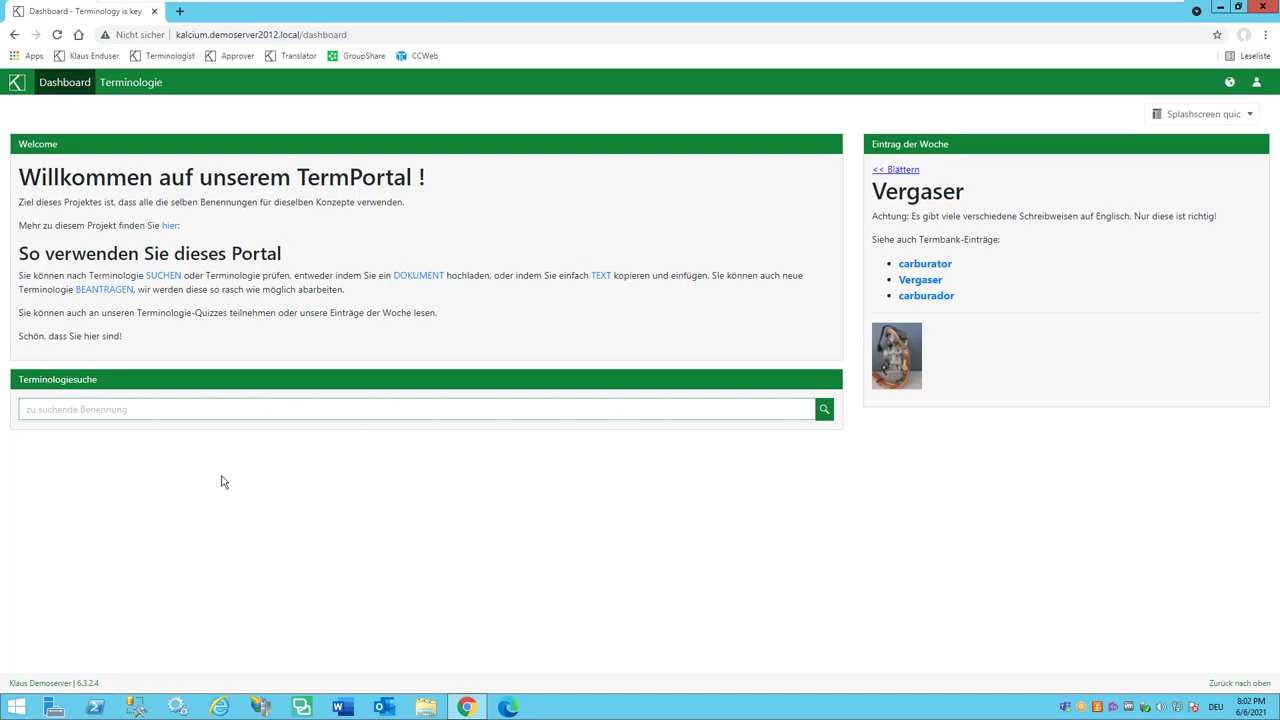 Dashboard - Terminology is key
Nicht sicher | kalcium.demoserver2012.local/dashboard
Apps Klaus Enduser Terminologist Approver Translator GroupShare CCWeb Leseliste
Dashboard Terminologie
Splashscreen quic
Welcome
Willkommen auf unserem TermPortal !
Ziel dieses Projektes ist, dass alle die selben Benennungen für dieselben Konzepte verwenden.
Mehr zu diesem Projekt finden Sie hier:
So verwenden Sie dieses Portal
Sie können nach Terminologie SUCHEN oder Terminologie prüfen, entweder indem Sie ein DOKUMENT hochladen, oder indem Sie einfach TEXT kopieren und einfügen. SIe können auch neue
Terminologie BEANTRAGEN, wir werden diese so rasch wie möglich abarbeiten.
Sie können auch an unseren Terminologie-Quizzes teilnehmen oder unsere Einträge der Woche lesen.
Schön, dass Sie hier sind!
Terminologiesuche
zu suchende Benennung
Eintrag der Woche
<< Blättern
Vergaser
Achtung: Es gibt viele verschiedene Schreibweisen auf Englisch. Nur diese ist richtig!
Siehe auch Termbank-Einträge:
carburator
Vergaser
carburador
Klaus Demoserver | 6.3.2.4
Zurück nach oben
DEU
8:02 PM
6/6/2021